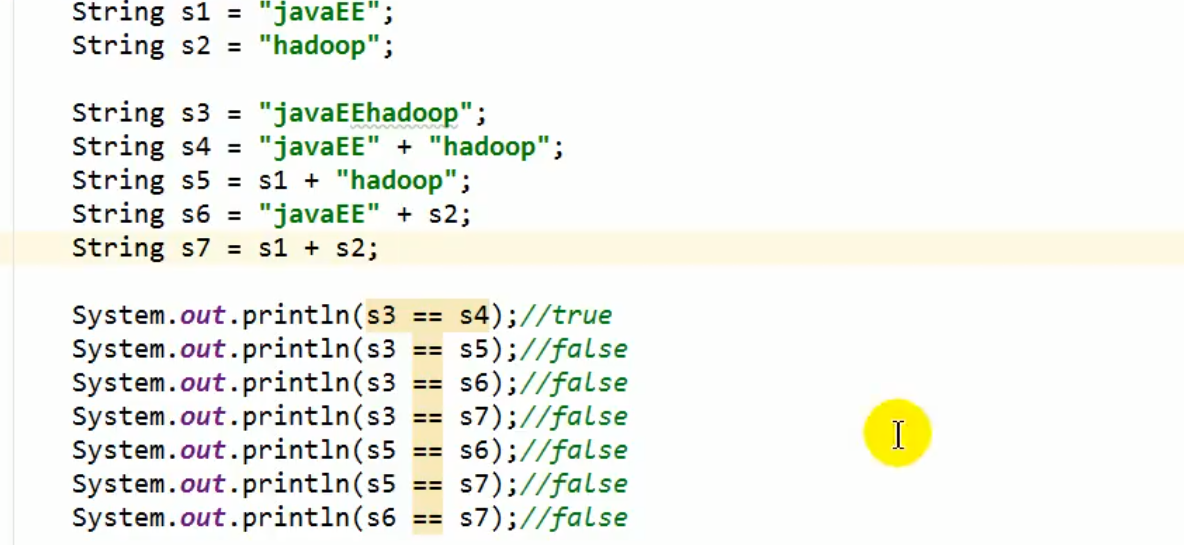 String s1 = "javaEE";
String s2 = "hadoop";
String s3 = "javaEEhadoop";
String s4 = "javaEE" + "hadoop";
String s5 = s1 + "hadoop";
String s6 = "javaEE" + s2;
String s7 = s1 + s2;
System.out.println(s3 == s4);//true
System.out.println(s3 == s5);//false
System.out.println(s3 == s6);//false
System.out.println(s3 == s7);//false
System.out.println(s5 == s6);//false
System.out.println(s5 == s7);//false
System.out.println(s6 == s7);//false